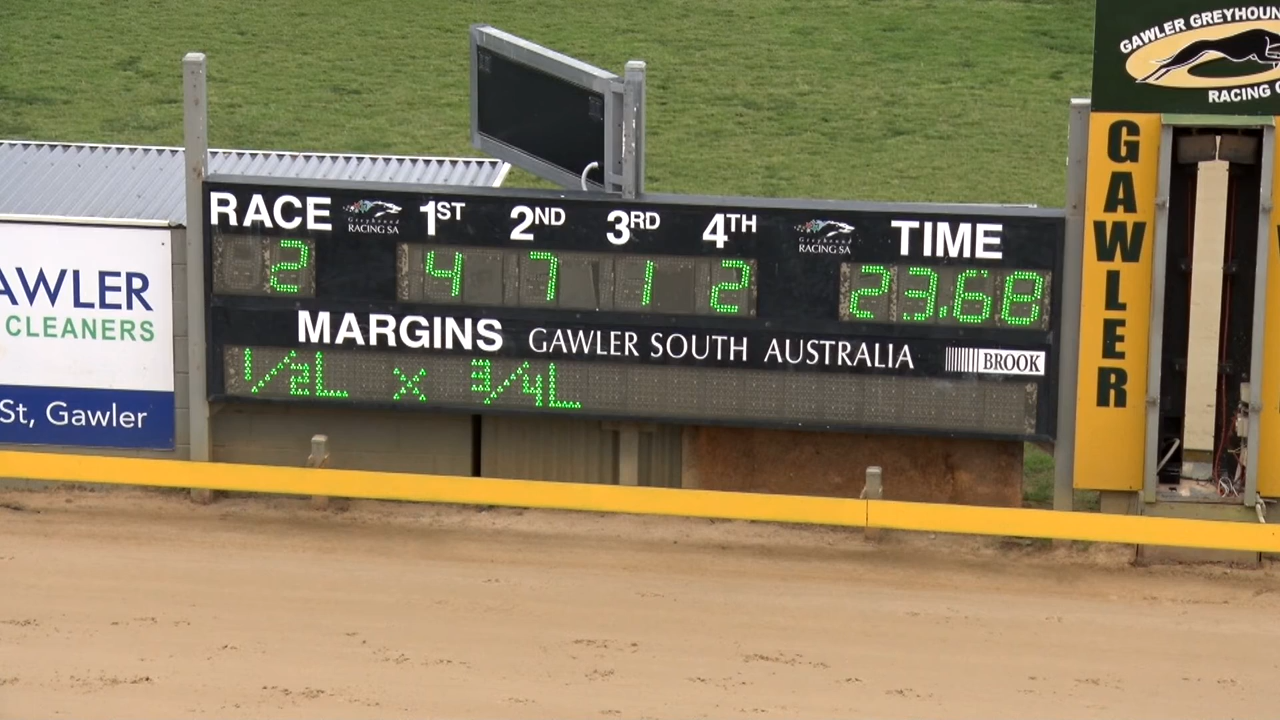 GAWLER GREYHOUN
RACING
RACE
Greyhound
RACING SA
1ST 2ND 3RD 4TH
Greyhound
RACING SA
TIME
2 4 7 1 2 23.68
MARGINS GAWLER SOUTH AUSTRALIA BROOK
1/2L x 3/4L
AWLER
CLEANERS
St, Gawler
GAWLER